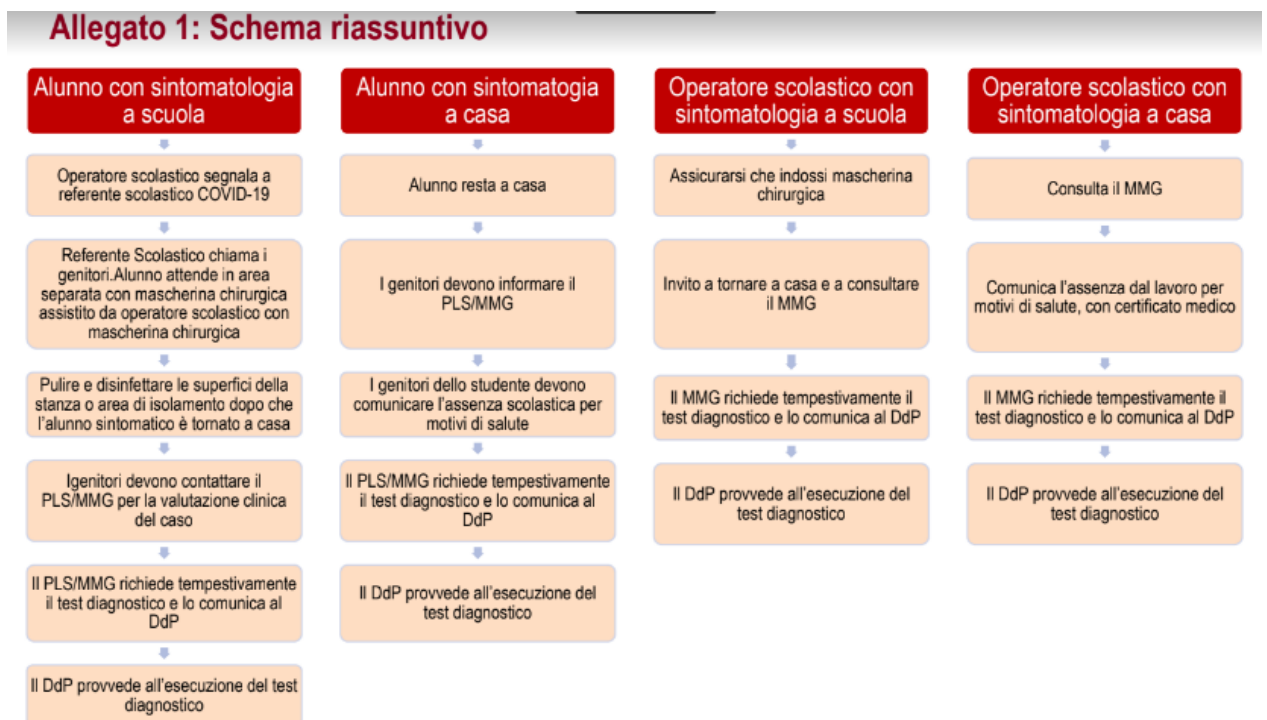 Allegato 1: Schema riassuntivo
Alunno con sintomatologia
a scuola
Operatore scolastico segnala a
referente scolastico COVID-19
Referente Scolastico chiama i
genitori.Alunno attende in area
separata con mascherina chirurgica
assistito da operatore scolastico con
mascherina chirurgica
Pulire e disinfettare le superfici della
stanza o area di isolamento dopo che
l'alunno sintomatico è tornato a casa
Igenitori devono contattare il
PLS/MMG per la valutazione clinica
del caso
Il PLS/MMG richiede tempestivamente
il test diagnostico e lo comunica al
DdP
Il DdP provvede all'esecuzione del test
diagnostico
Alunno con sintomatogia
a casa
Alunno resta a casa
I genitori devono informare il
PLS/MMG
I genitori dello studente devono
comunicare l'assenza scolastica per
motivi di salute
Il PLS/MMG richiede tempestivamente
il test diagnostico e lo comunica al
DdP
Il DdP provvede all'esecuzione del
test diagnostico
Operatore scolastico con
sintomatologia a scuola
Assicurarsi che indossi mascherina
chirurgica
Invito a tornare a casa e a consultare
il MMG
Il MMG richiede tempestivamente il
test diagnostico e lo comunica al DdP
Il DdP provvede all'esecuzione del
test diagnostico
Operatore scolastico con
sintomatologia a casa
Consulta il MMG
Comunica l'assenza dal lavoro per
motivi di salute, con certificato medico
Il MMG richiede tempestivamente il
test diagnostico e lo comunica al DdP
Il DdP provvede all'esecuzione del
test diagnostico